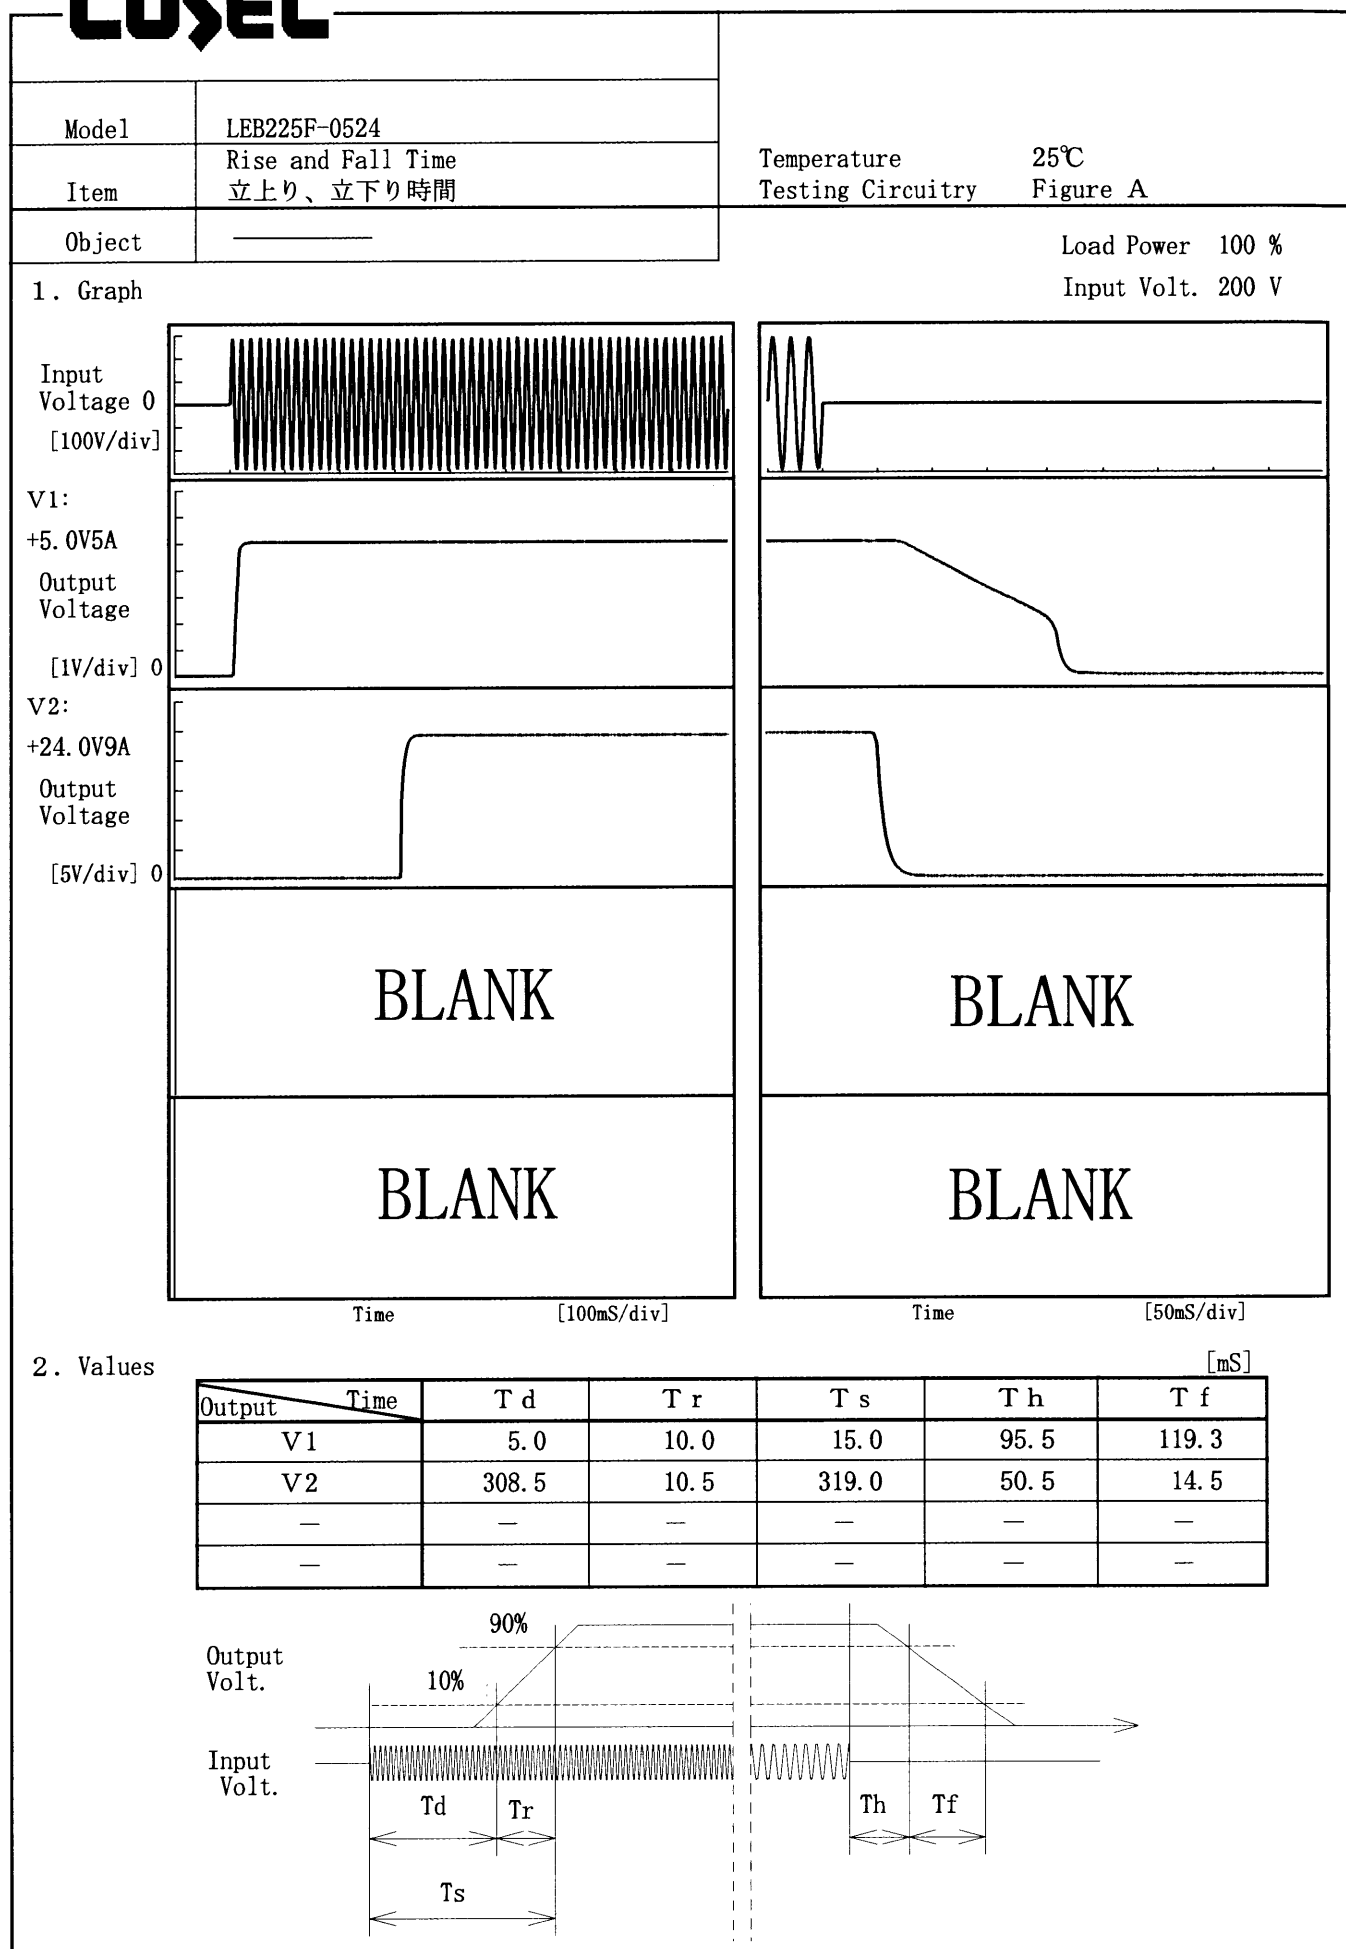 COSEL
Model LEB225F-0524
Item Rise and Fall Time
立上り、立下り時間
Temperature 25℃
Testing Circuitry Figure A
Object
Load Power 100 %
Input Volt. 200 V
1. Graph
Input
Voltage 0
[100V/div]
V1:
+5.0V5A
Output
Voltage
[1V/div] 0
V2:
+24.0V9A
Output
Voltage
[5V/div] 0
BLANK BLANK
BLANK BLANK
Time [100mS/div] Time [50mS/div]
2. Values [mS]
Output Time Td Tr Ts Th Tf
V1 5.0 10.0 15.0 95.5 119.3
V2 308.5 10.5 319.0 50.5 14.5
— — — — — —
— — — — — —
90%
Output
Volt.
10%
Input
Volt.
Td Tr Th Tf
Ts